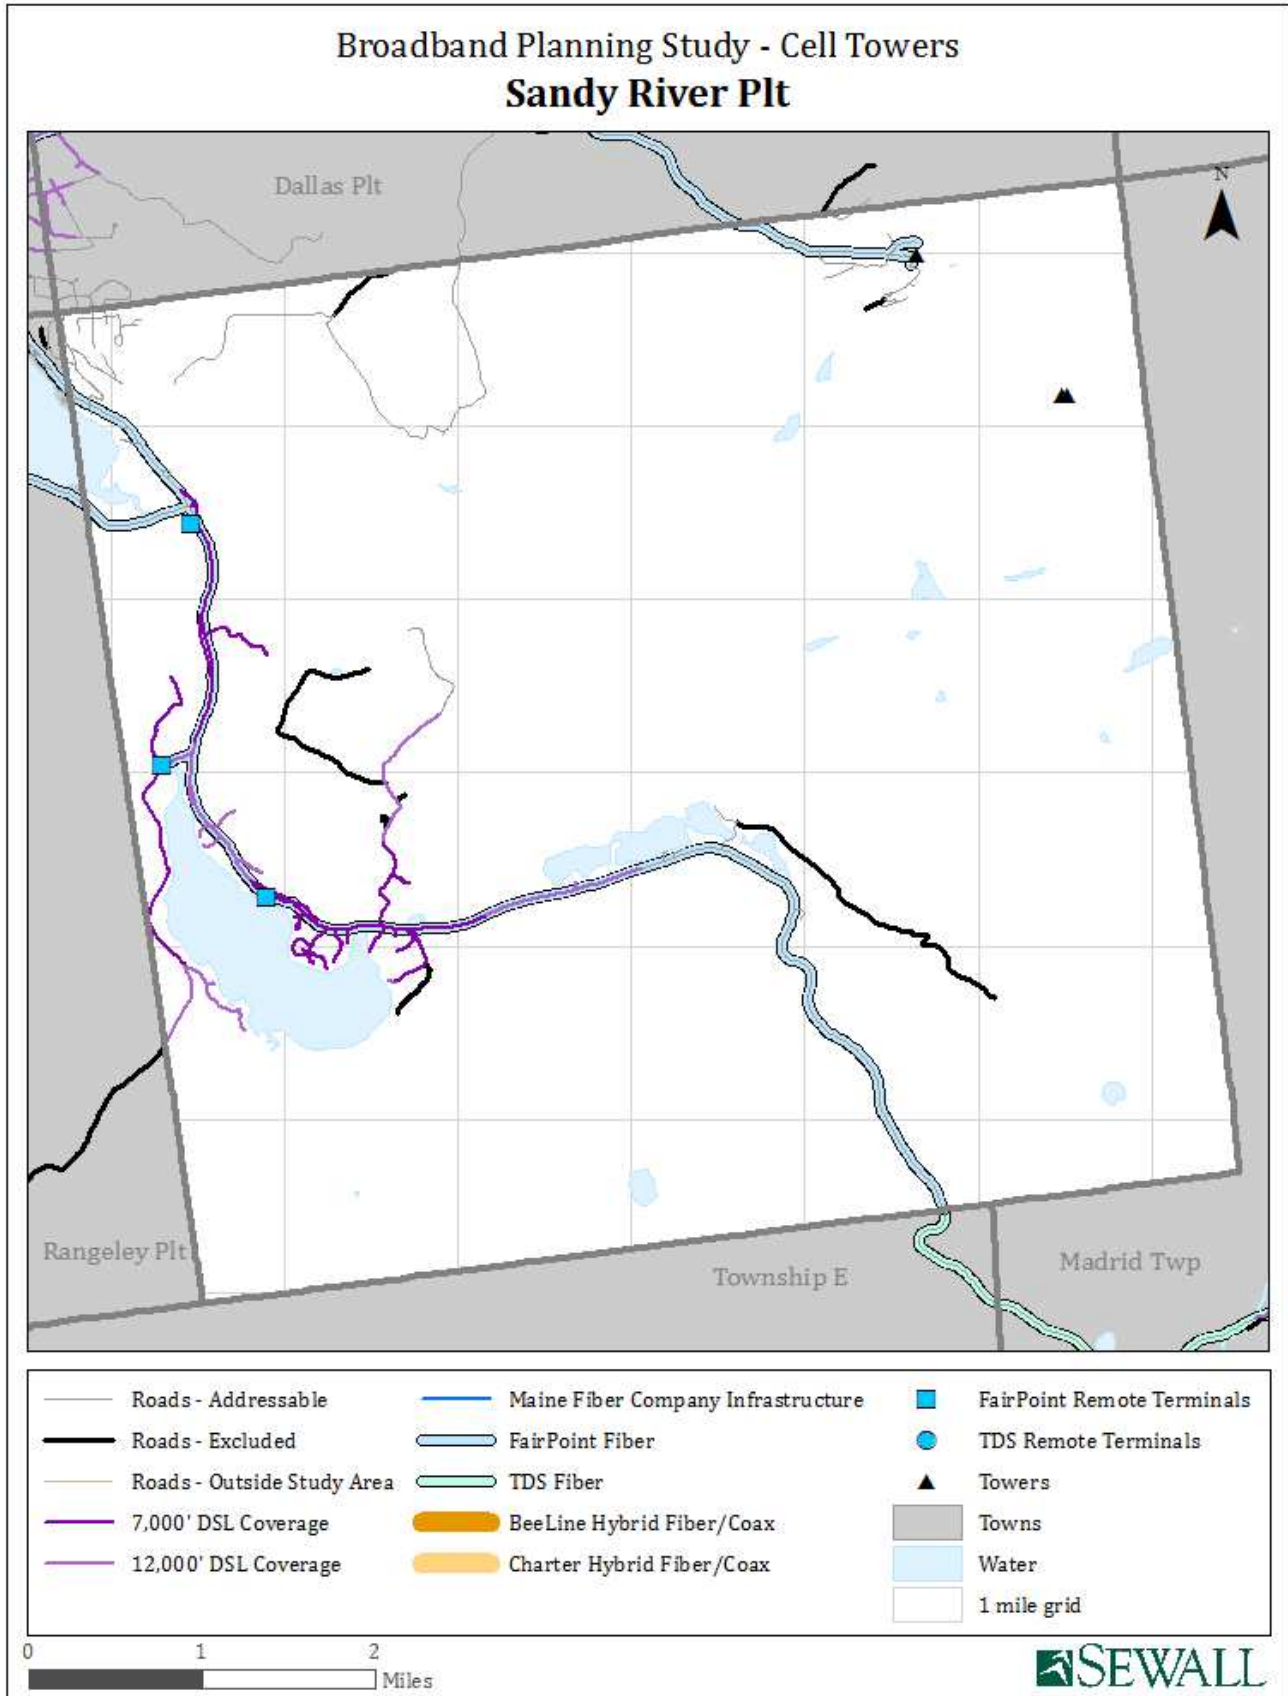 Broadband Planning Study - Cell Towers
Sandy River Plt
Dallas Plt
N
Rangeley Plt
Township E
Madrid Twp
Roads - Addressable
Roads - Excluded
Roads - Outside Study Area
7,000' DSL Coverage
12,000' DSL Coverage
Maine Fiber Company Infrastructure
FairPoint Fiber
TDS Fiber
BeeLine Hybrid Fiber/Coax
Charter Hybrid Fiber/Coax
FairPoint Remote Terminals
TDS Remote Terminals
Towers
Towns
Water
1 mile grid
0 1 2
Miles
SEWALL